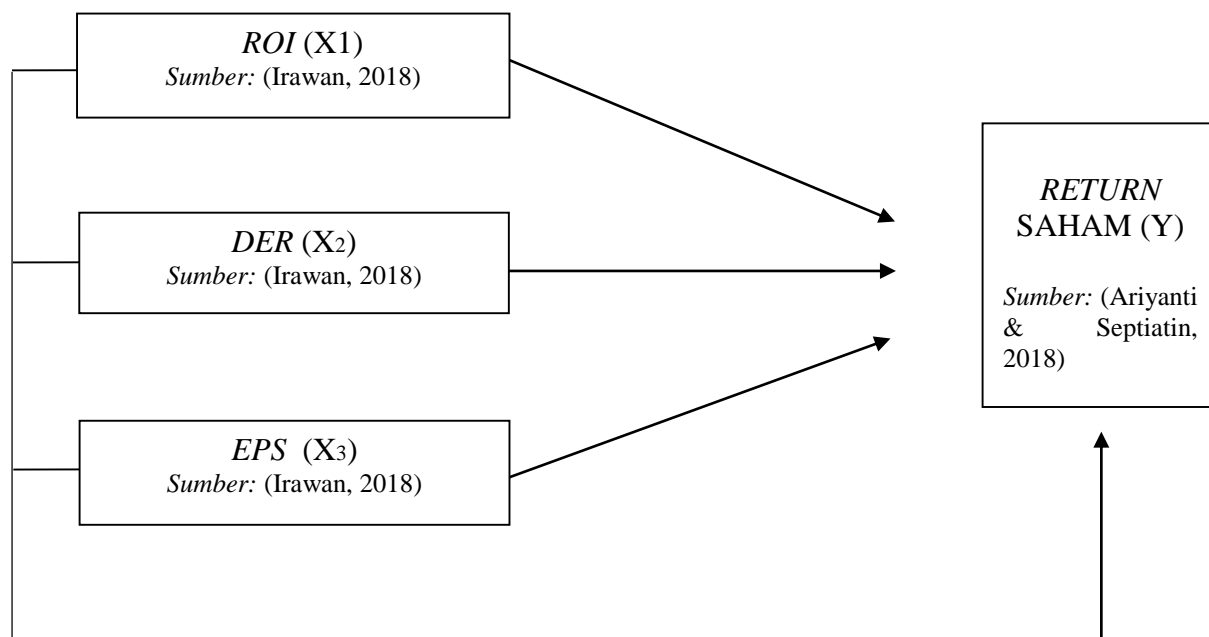 ROI (X1)
Sumber: (Irawan, 2018)
DER (X2)
Sumber: (Irawan, 2018)
EPS (X3)
Sumber: (Irawan, 2018)
RETURN
SAHAM (Y)
Sumber: (Ariyanti
& Septiatin,
2018)